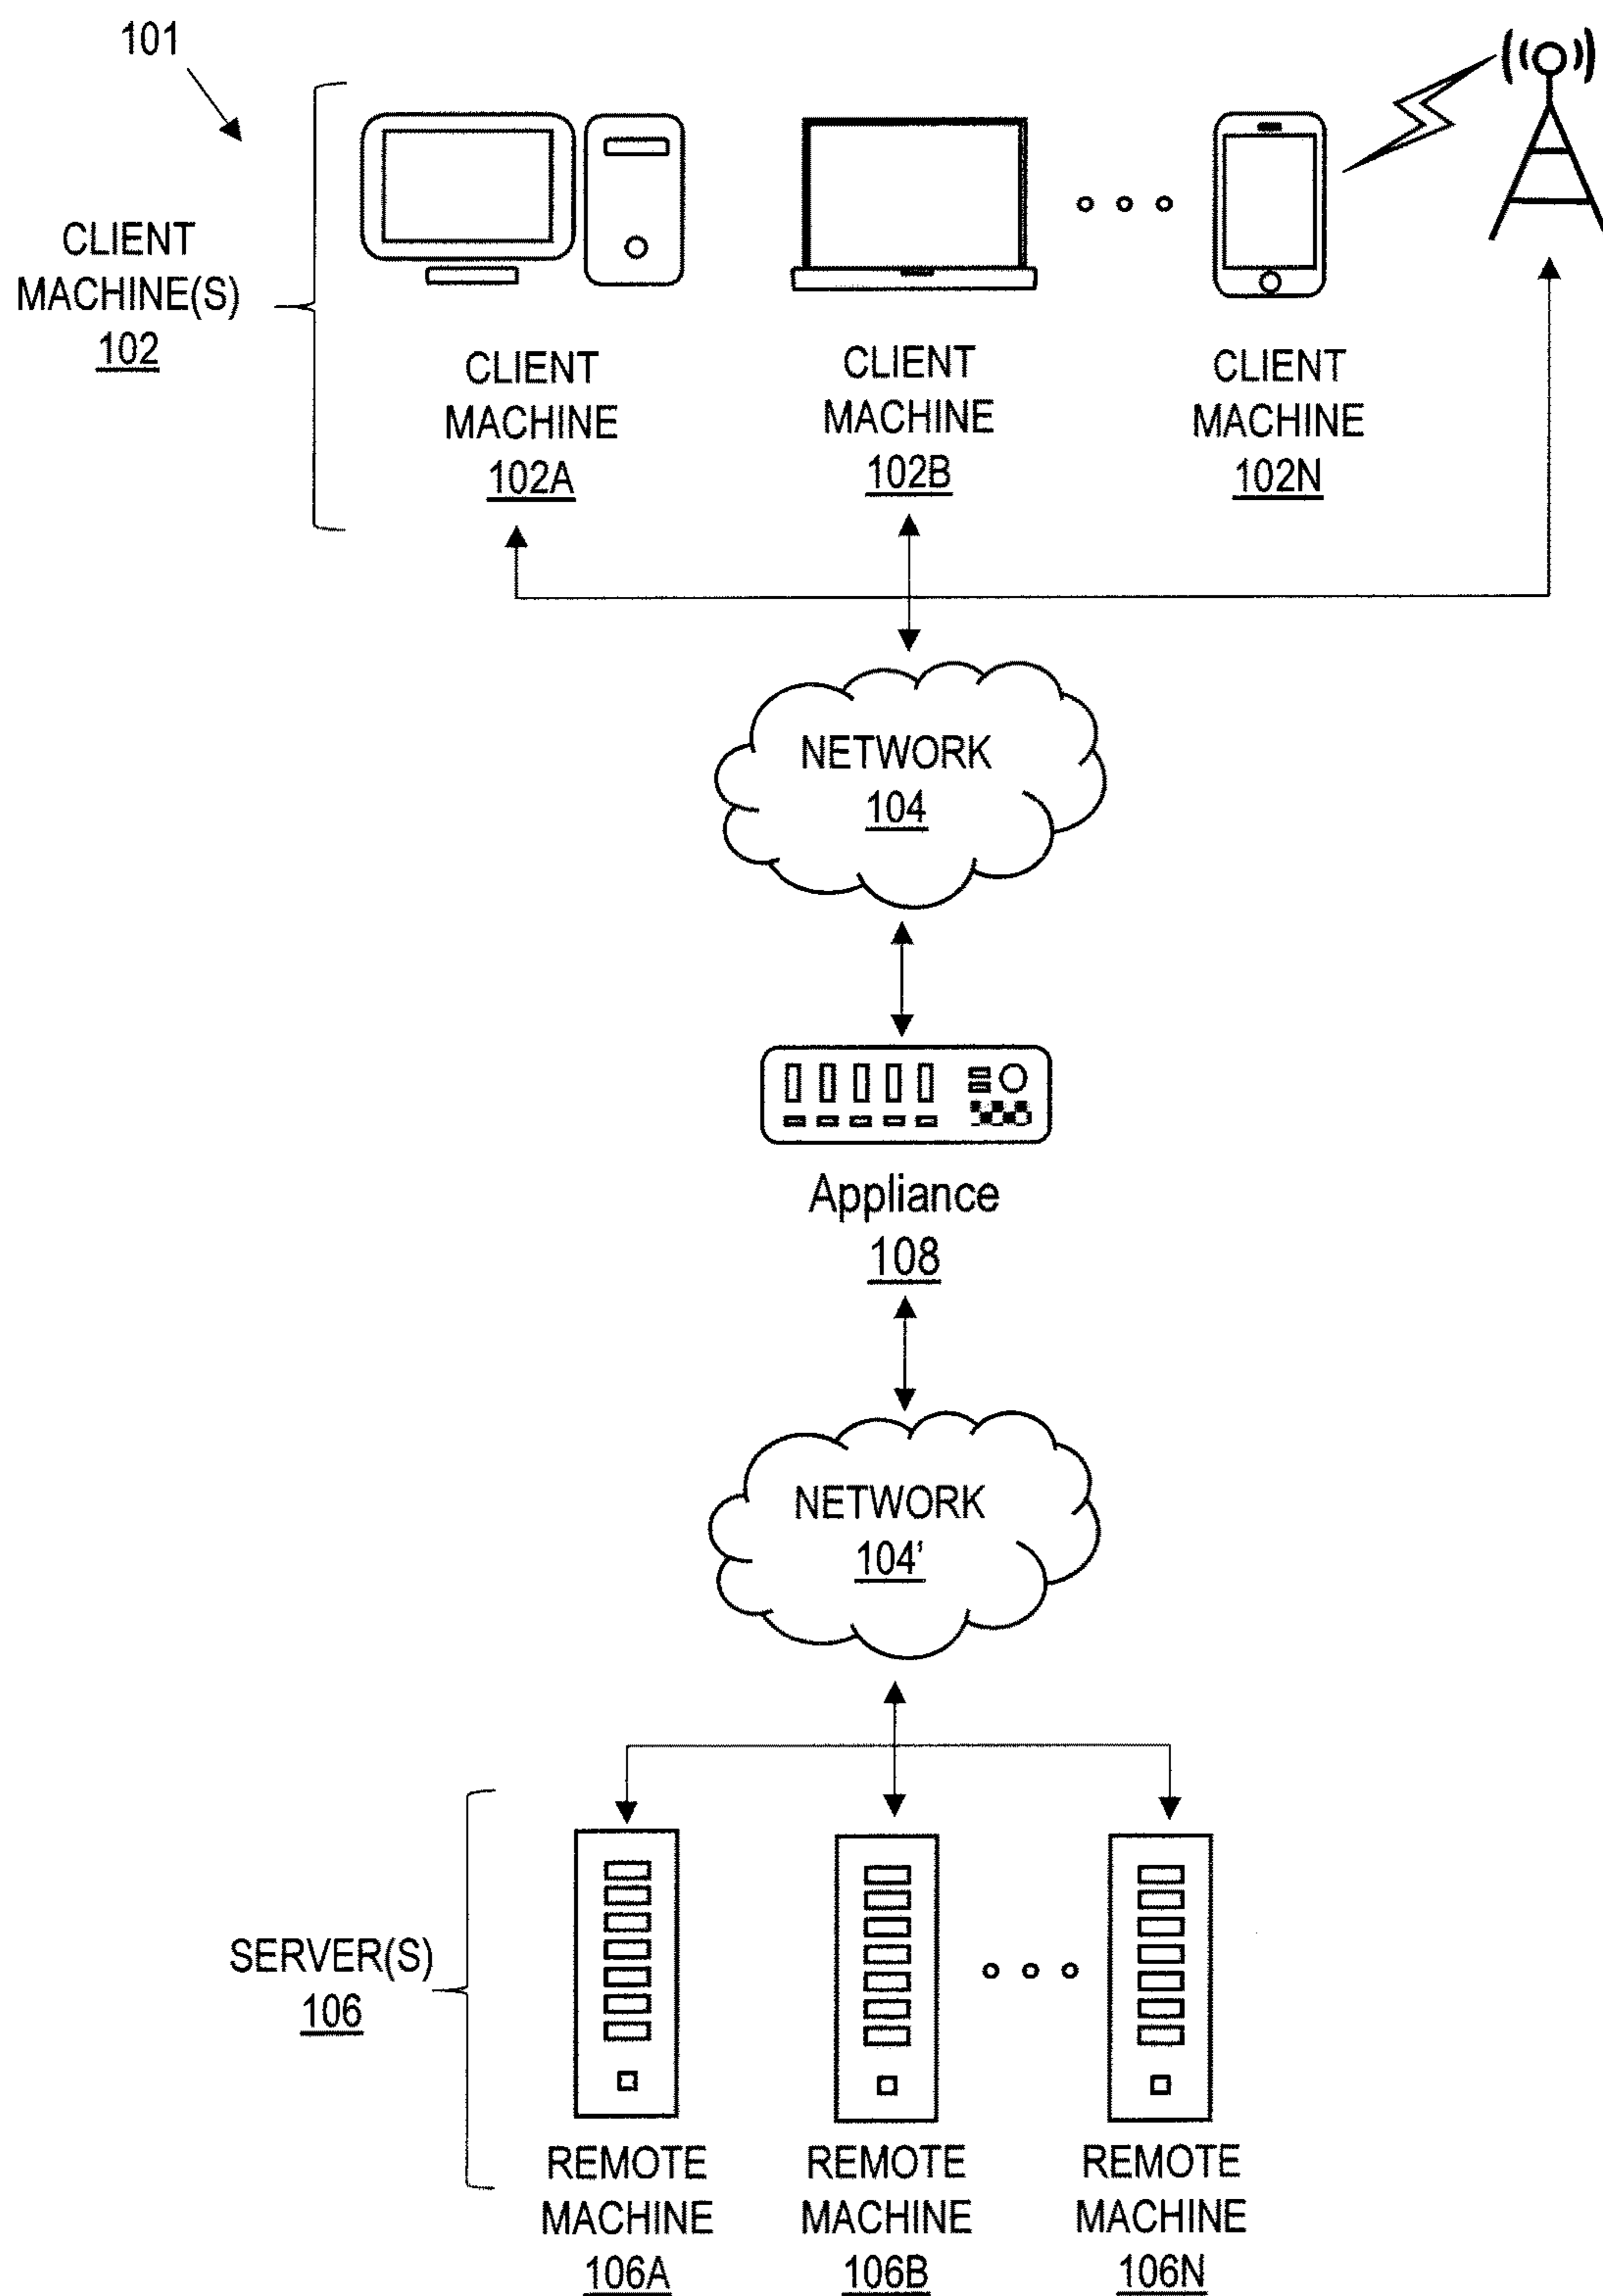 101
CLIENT
MACHINE(S)
102
CLIENT
MACHINE
102A
CLIENT
MACHINE
102B
CLIENT
MACHINE
102N
NETWORK
104
Appliance
108
NETWORK
104'
SERVER(S)
106
REMOTE
MACHINE
106A
REMOTE
MACHINE
106B
REMOTE
MACHINE
106N